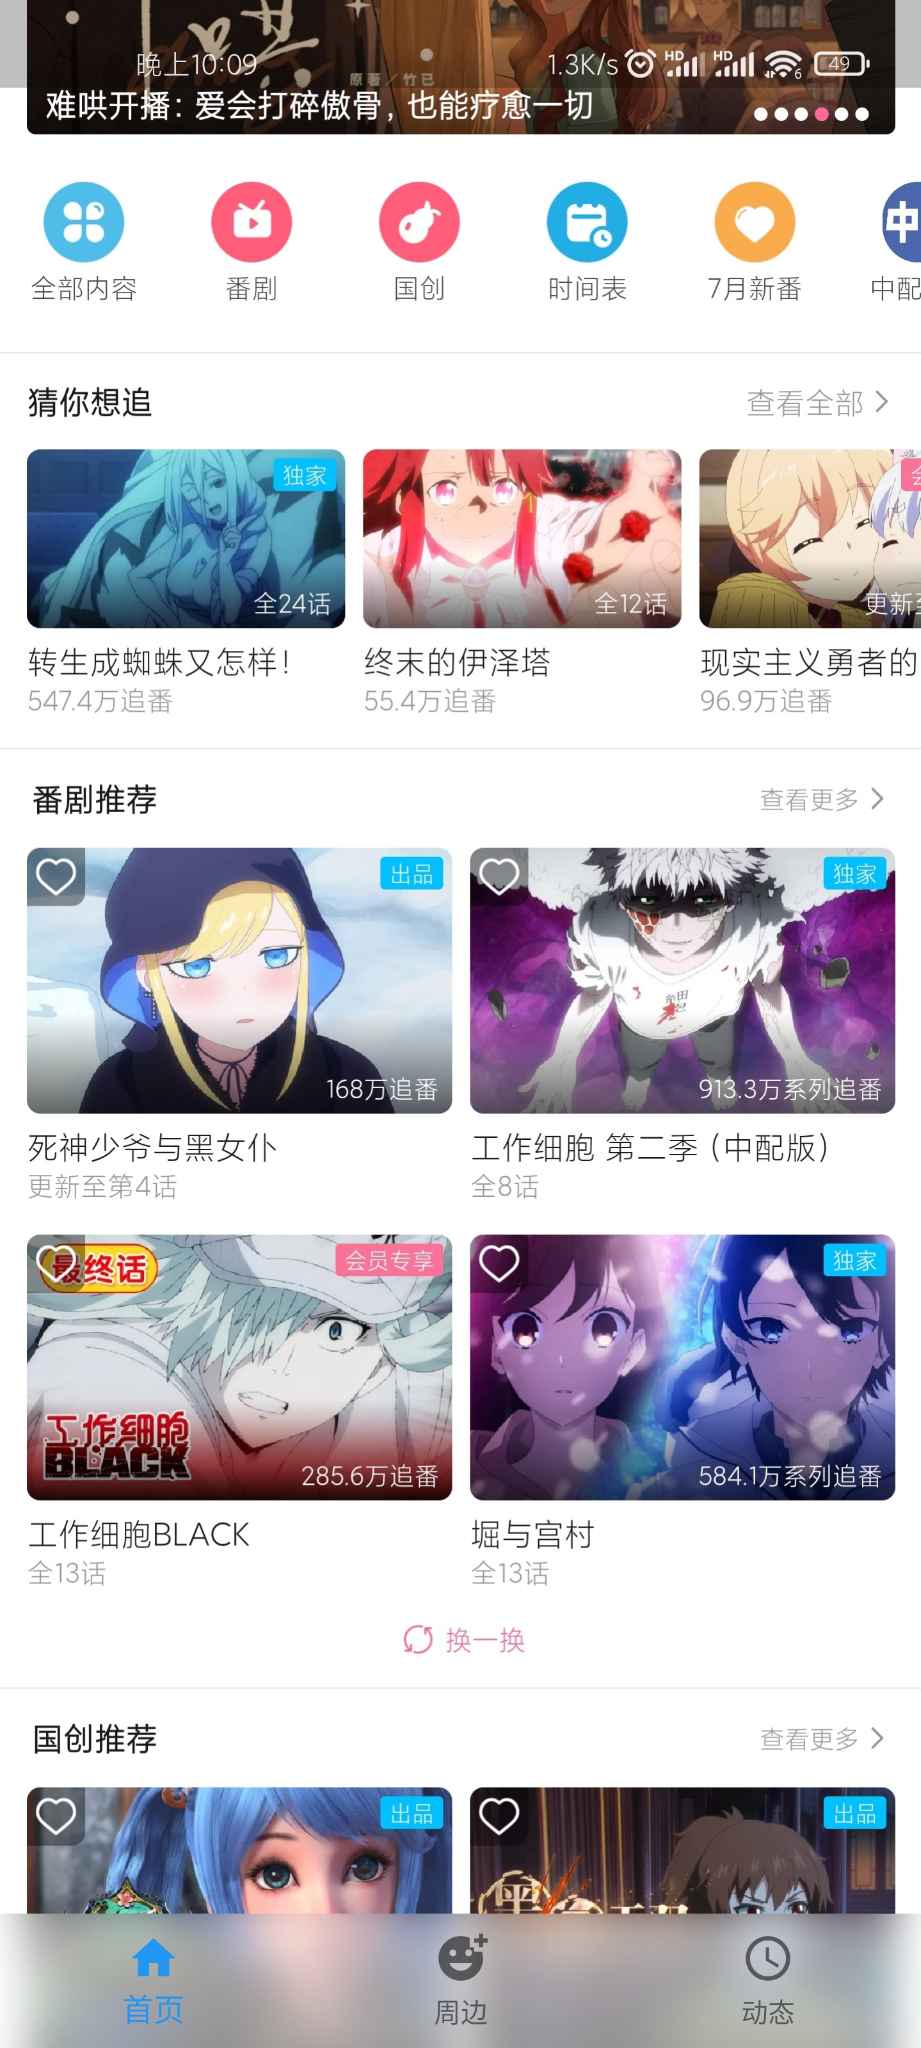 哄
晚上10:09
1.3K/s
HD
HD
6
49
原著／竹已
难哄开播：爱会打碎傲骨，也能疗愈一切
全部内容
番剧
国创
时间表
7月新番
中
中配
猜你想追
查看全部
独家
全24话
全12话
更新至
转生成蜘蛛又怎样！
547.4万追番
终末的伊泽塔
55.4万追番
现实主义勇者的
96.9万追番
番剧推荐
查看更多
出品
168万追番
独家
913.3万系列追番
死神少爷与黑女仆
更新至第4话
工作细胞 第二季（中配版）
全8话
最终话
会员专享
工作细胞
BLACK
285.6万追番
独家
584.1万系列追番
工作细胞BLACK
全13话
堀与宫村
全13话
换一换
国创推荐
查看更多
出品
出品
首页
周边
动态